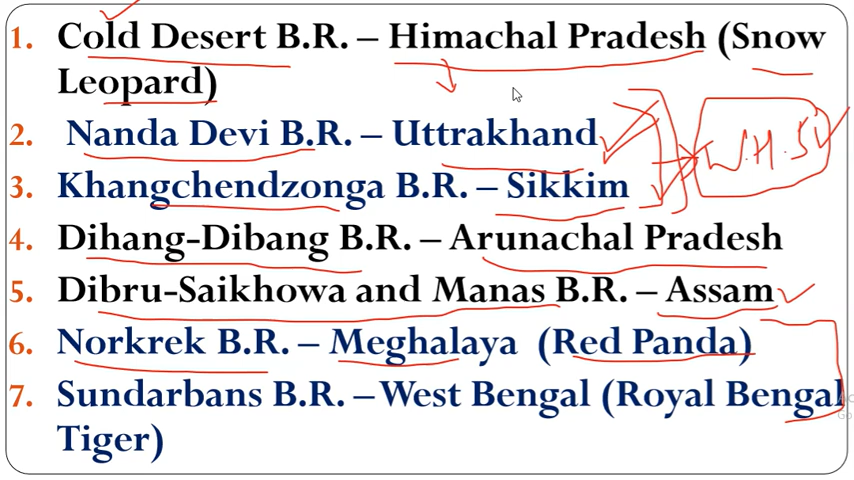 1. Cold Desert B.R. – Himachal Pradesh (Snow
Leopard)
2. Nanda Devi B.R. – Uttrakhand
3. Khangchendzonga B.R. – Sikkim
W.H.S
4. Dihang-Dibang B.R. – Arunachal Pradesh
5. Dibru-Saikhowa and Manas B.R. – Assam
6. Norkrek B.R. – Meghalaya (Red Panda)
7. Sundarbans B.R. – West Bengal (Royal Bengal
Tiger)